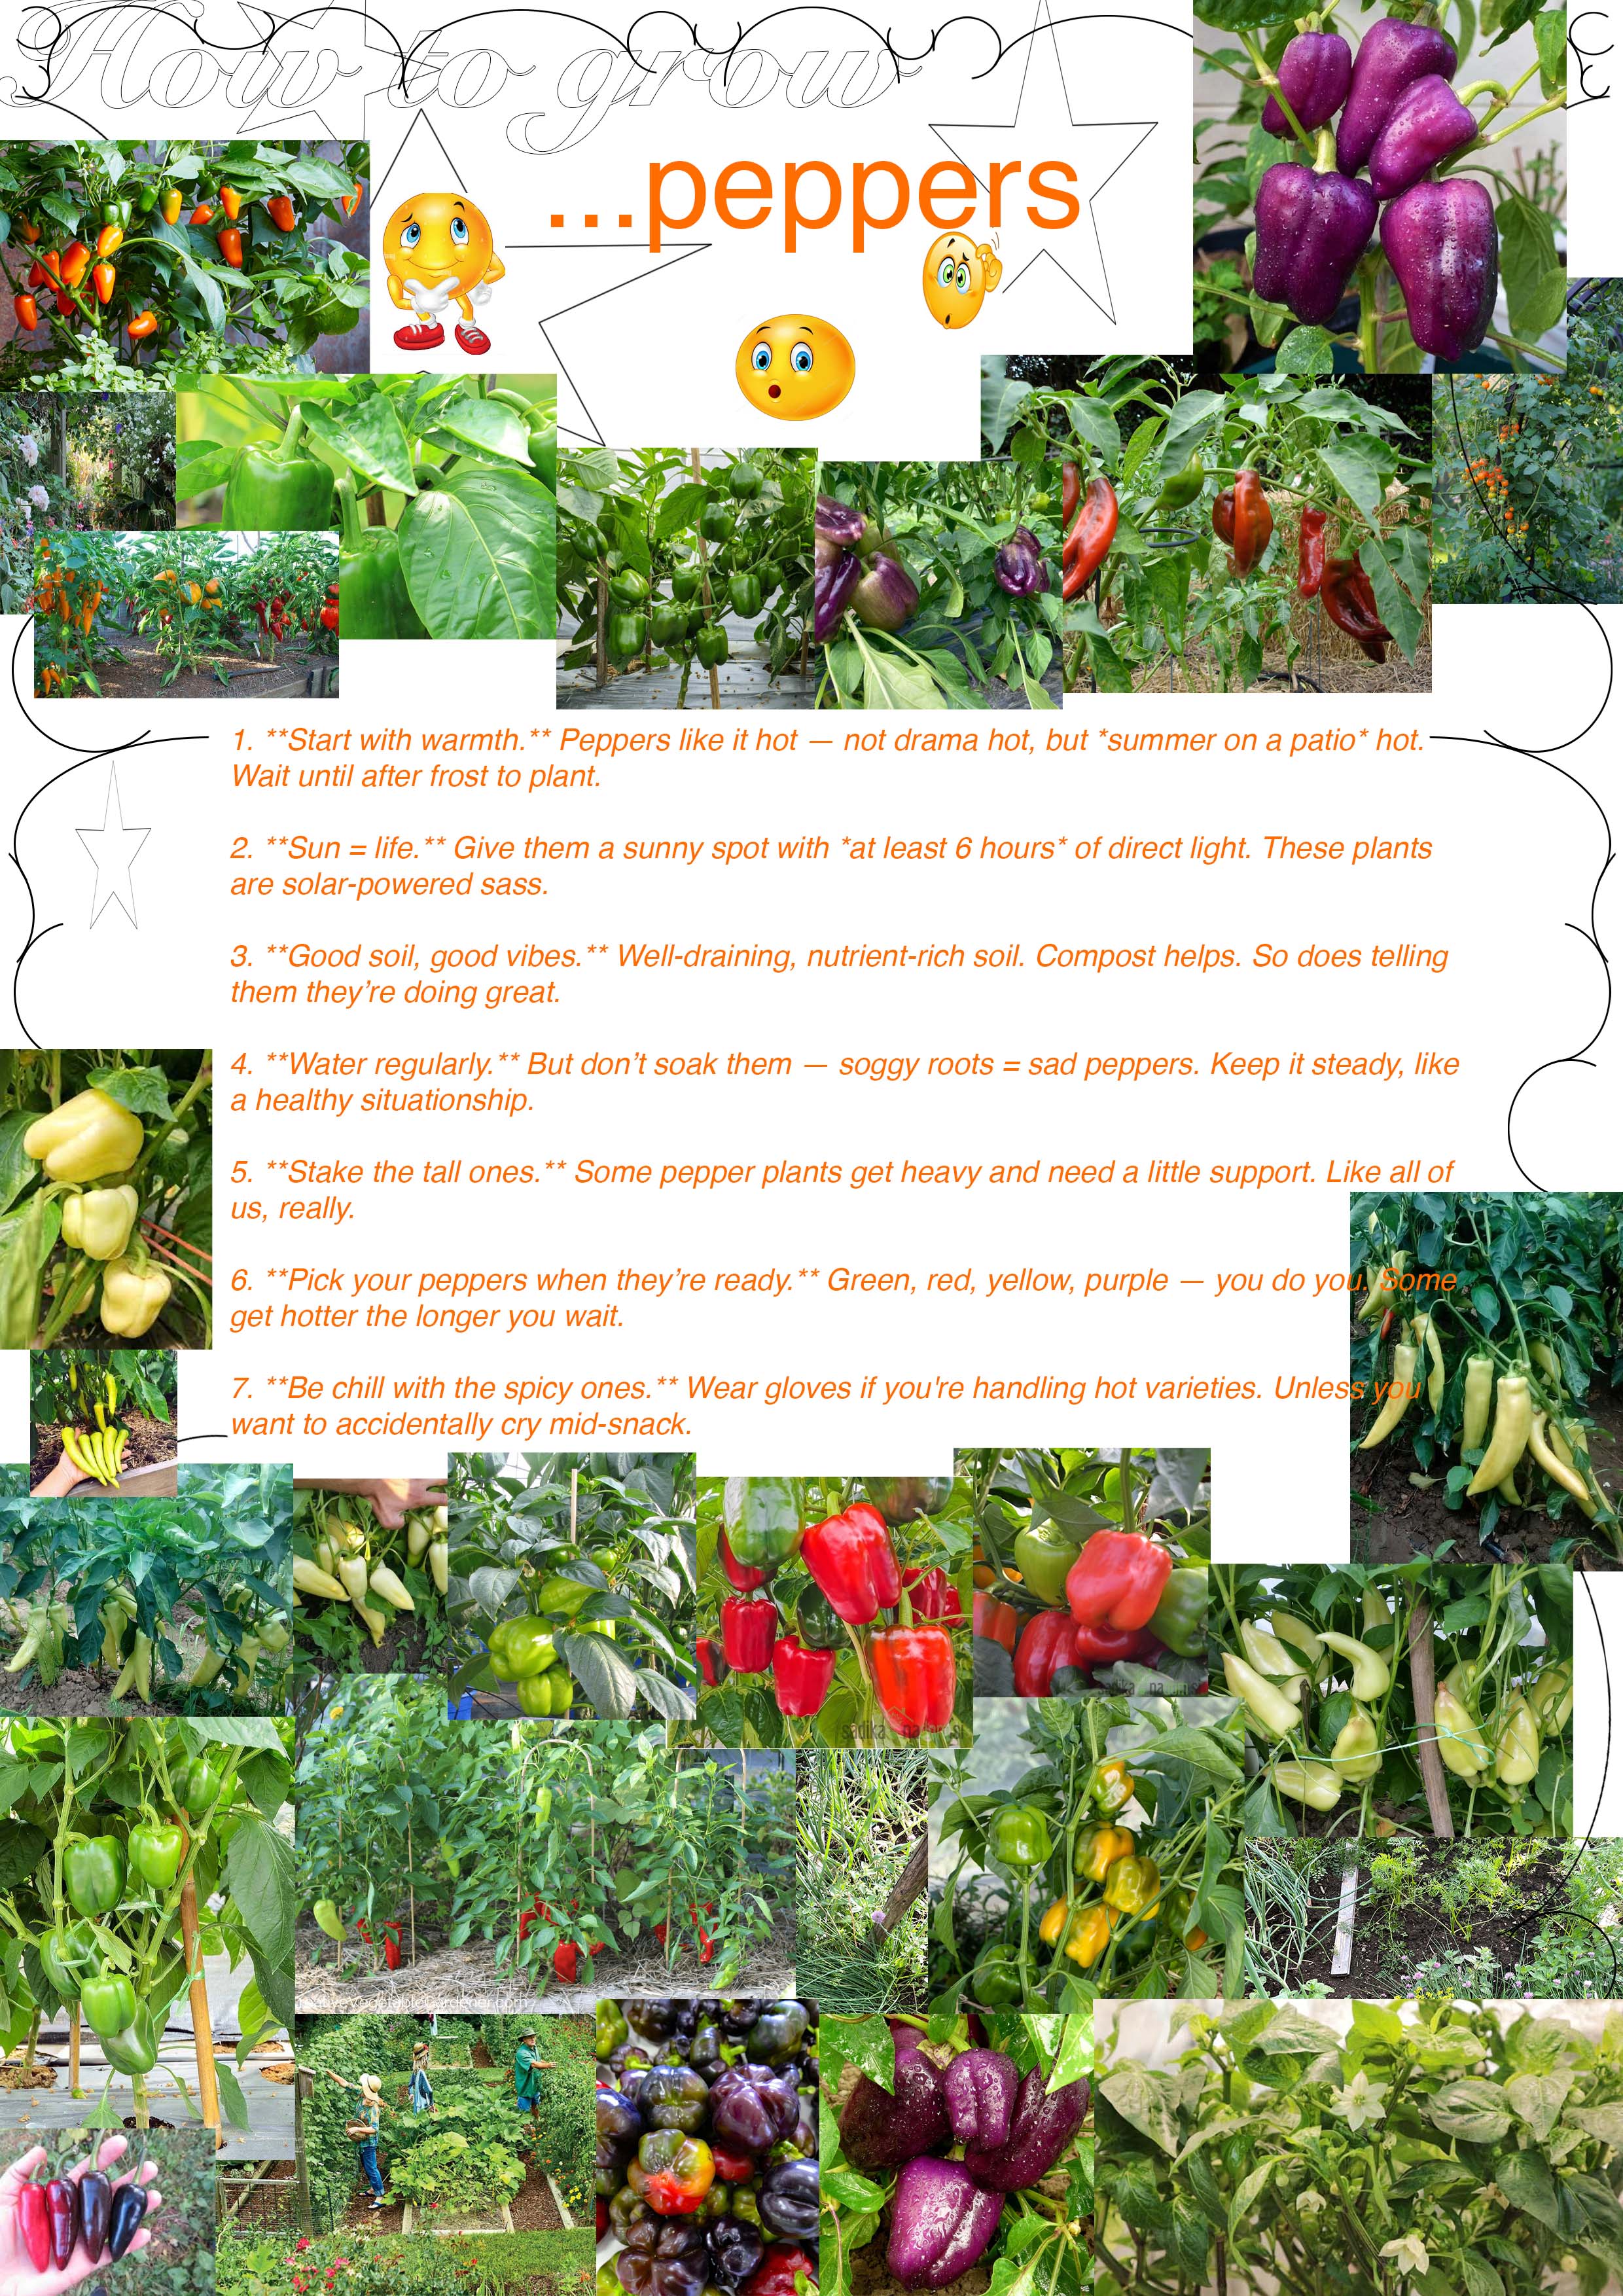 How to grow
...peppers
1. **Start with warmth.** Peppers like it hot — not drama hot, but *summer on a patio* hot.
Wait until after frost to plant.
2. **Sun = life.** Give them a sunny spot with *at least 6 hours* of direct light. These plants
are solar-powered sass.
3. **Good soil, good vibes.** Well-draining, nutrient-rich soil. Compost helps. So does telling
them they’re doing great.
4. **Water regularly.** But don’t soak them — soggy roots = sad peppers. Keep it steady, like
a healthy situationship.
5. **Stake the tall ones.** Some pepper plants get heavy and need a little support. Like all of
us, really.
6. **Pick your peppers when they’re ready.** Green, red, yellow, purple — you do you. Some
get hotter the longer you wait.
7. **Be chill with the spicy ones.** Wear gloves if you're handling hot varieties. Unless you
want to accidentally cry mid-snack.
sadika